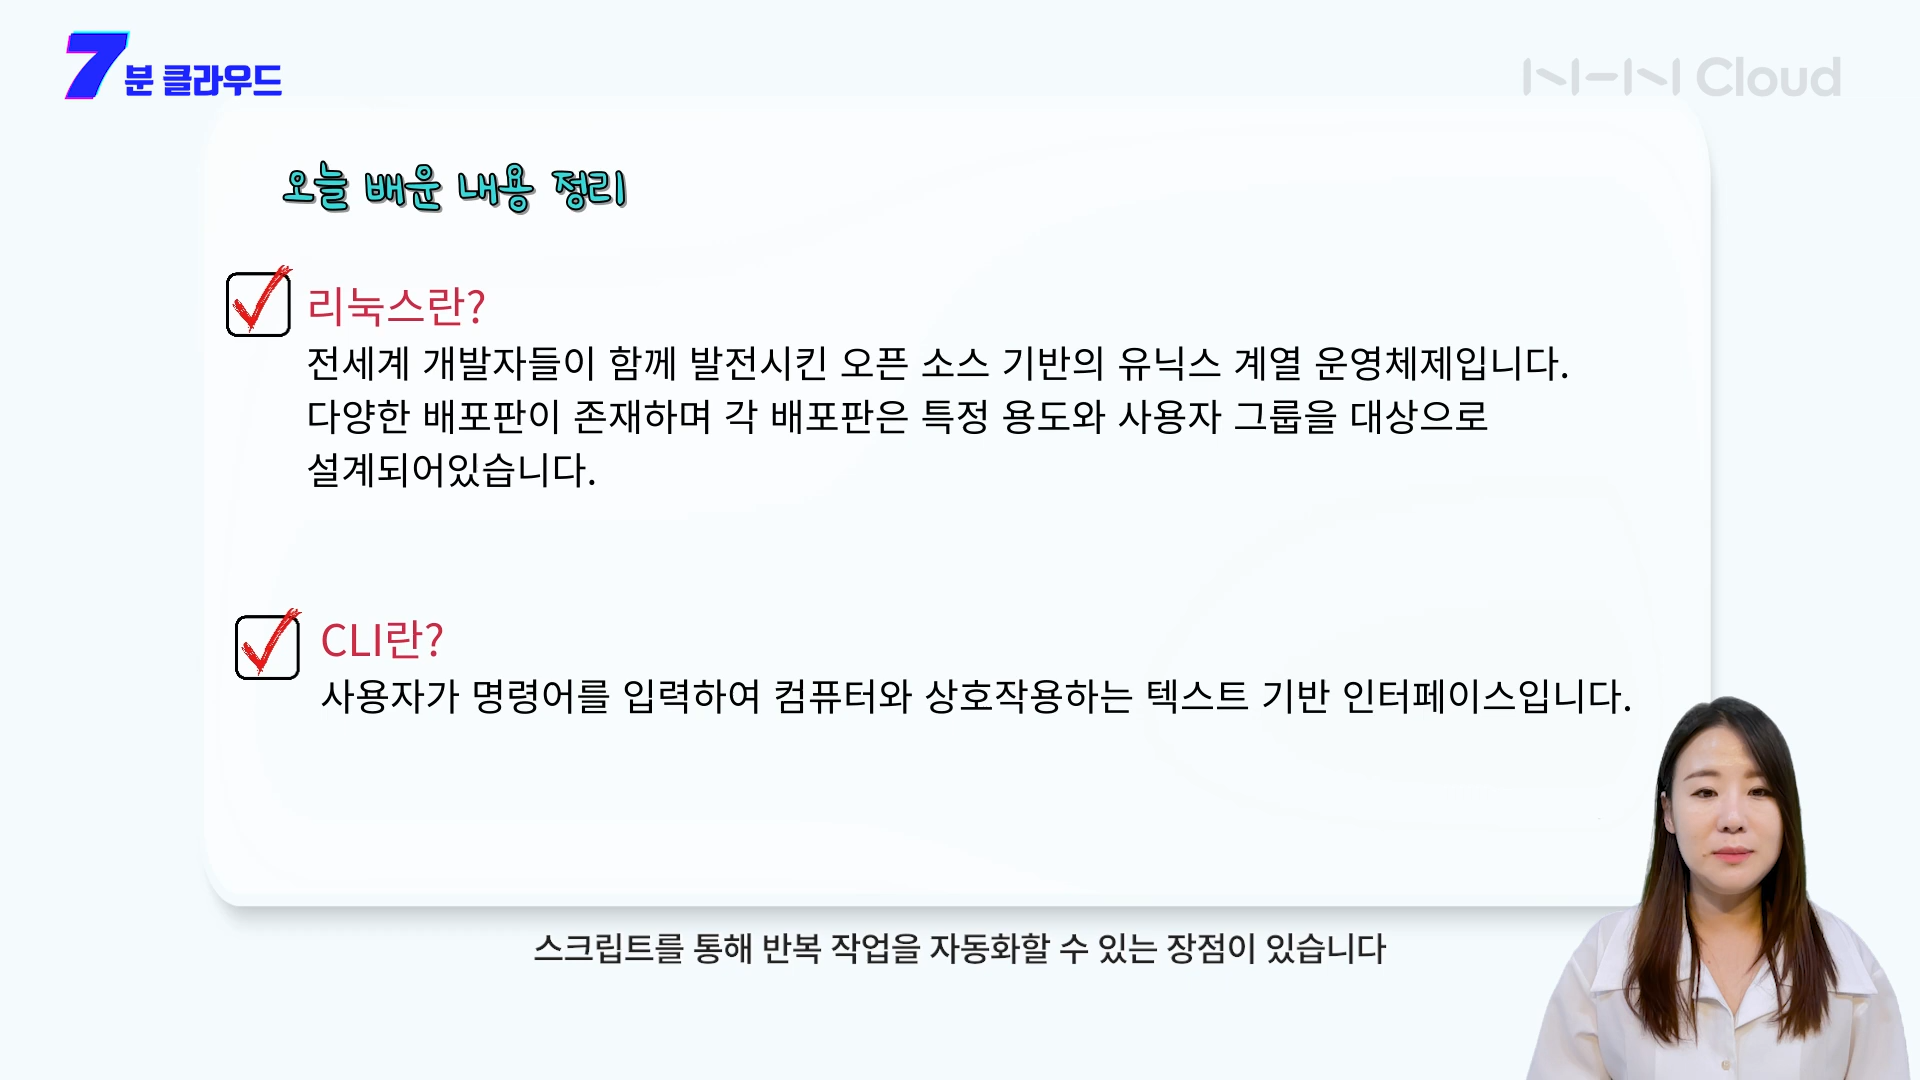 7분 클라우드
NHN Cloud
오늘 배운 내용 정리
리눅스란?
전세계 개발자들이 함께 발전시킨 오픈 소스 기반의 유닉스 계열 운영체제입니다.
다양한 배포판이 존재하며 각 배포판은 특정 용도와 사용자 그룹을 대상으로
설계되어있습니다.
CLI란?
사용자가 명령어를 입력하여 컴퓨터와 상호작용하는 텍스트 기반 인터페이스입니다.
스크립트를 통해 반복 작업을 자동화할 수 있는 장점이 있습니다